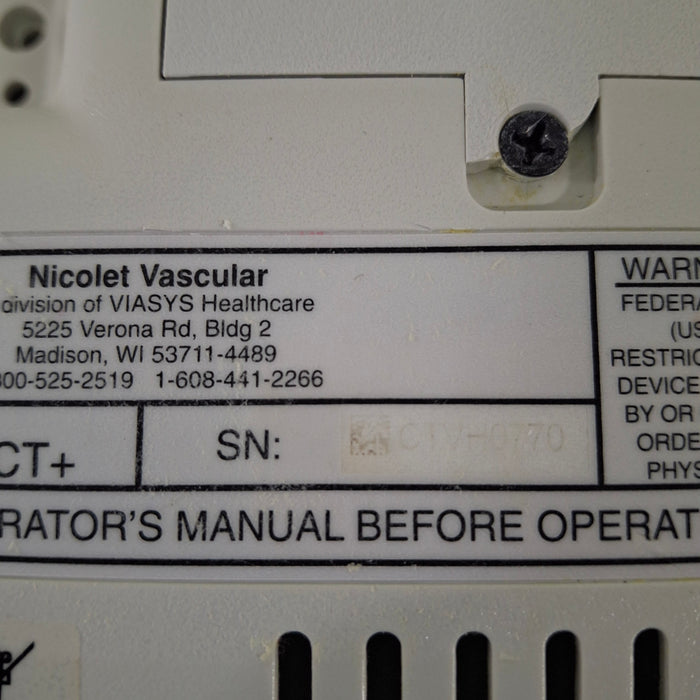 Nicolet Vascular
division of VIASYS Healthcare
5225 Verona Rd, Bldg 2
Madison, WI 53711-4489
800-525-2519 1-608-441-2266
WARN
FEDERA
(US
RESTRIC
DEVICE
BY OR
ORDE
PHYS
CT+
SN: CTVH0770
RATOR'S MANUAL BEFORE OPERAT